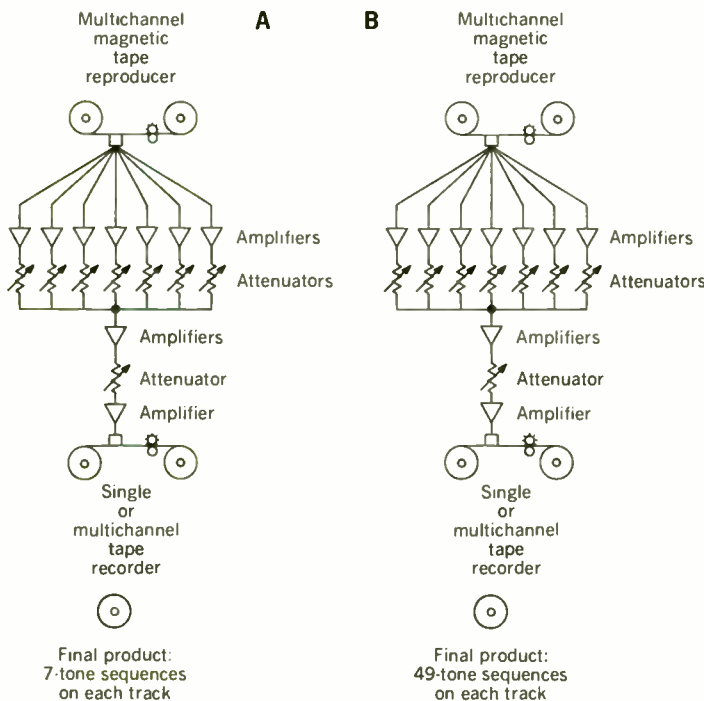 A
Multichannel
magnetic
tape
reproducer
Amplifiers
Attenuators
Amplifiers
Attenuator
Amplifier
Single
or
multichannel
tape
recorder
Final product:
7-tone sequences
on each track
B
Multichannel
magnetic
tape
reproducer
Amplifiers
Attenuators
Amplifiers
Attenuator
Amplifier
Single
or
multichannel
tape
recorder
Final product:
49-tone sequences
on each track